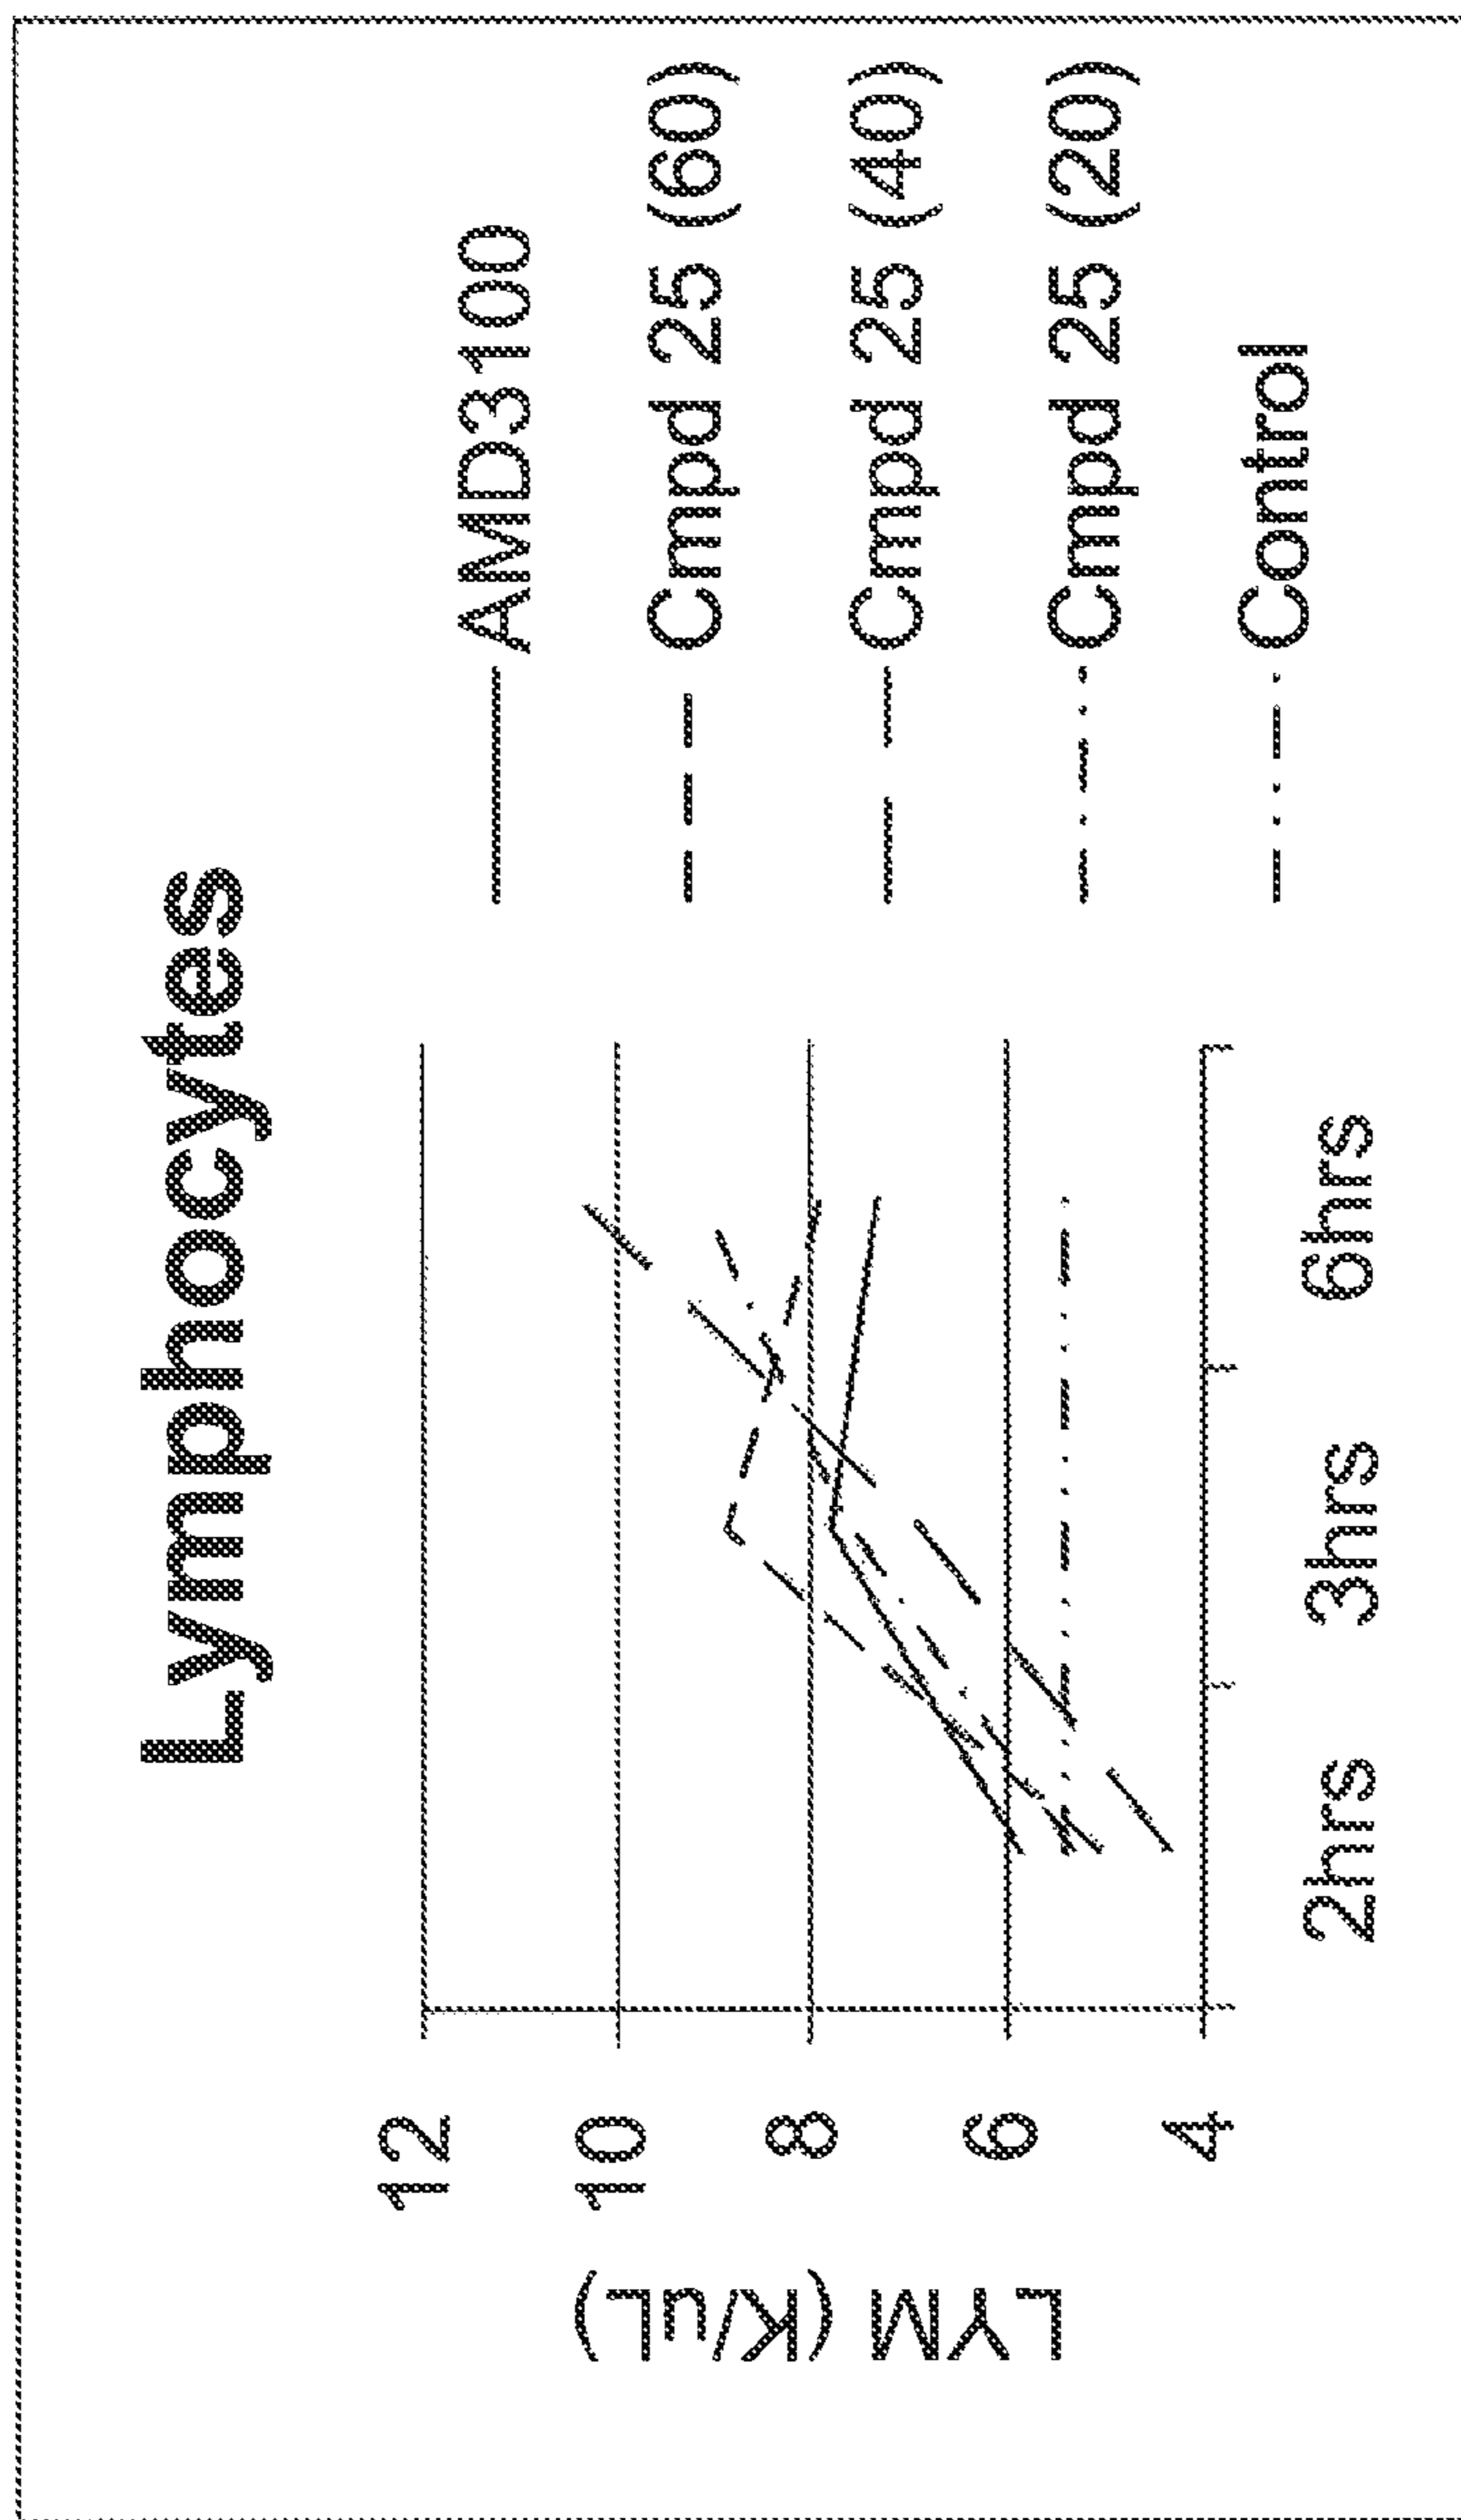 Lymphocytes
LYM (K/uL)
12
10
8
6
4
2hrs 3hrs 6hrs
AMD3100
Cmpd 25 (60)
Cmpd 25 (40)
Cmpd 25 (20)
Control